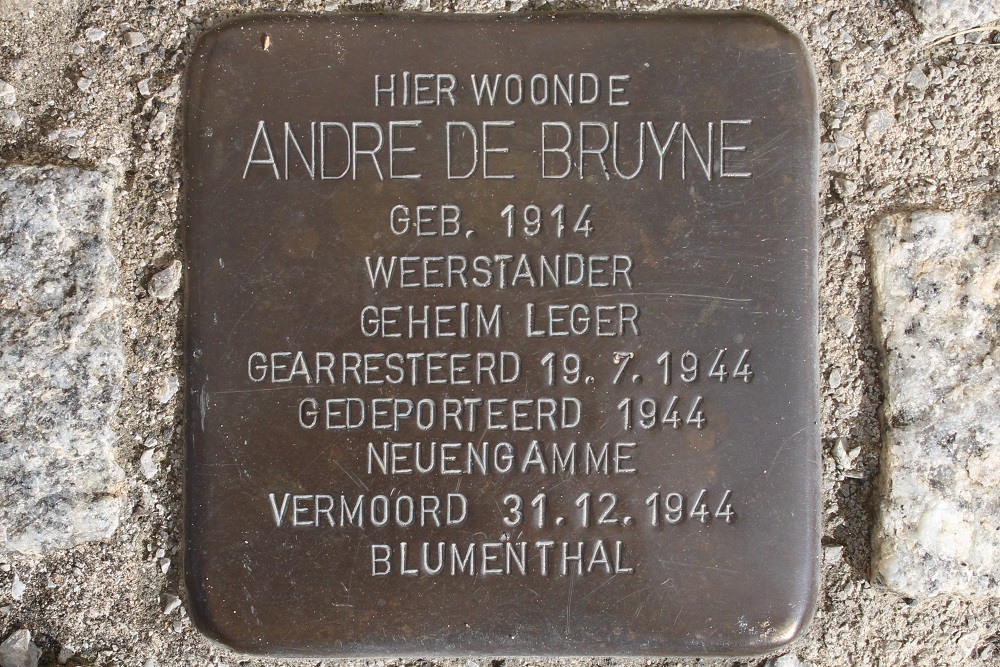 HIER WOONDE
ANDRE DE BRUYNE
GEB. 1914
WEERSTANDER
GEHEIM LEGER
GEARRESTEERD 19.7.1944
GEDEPORTEERD 1944
NEUENGAMME
VERMOORD 31.12.1944
BLUMENTHAL